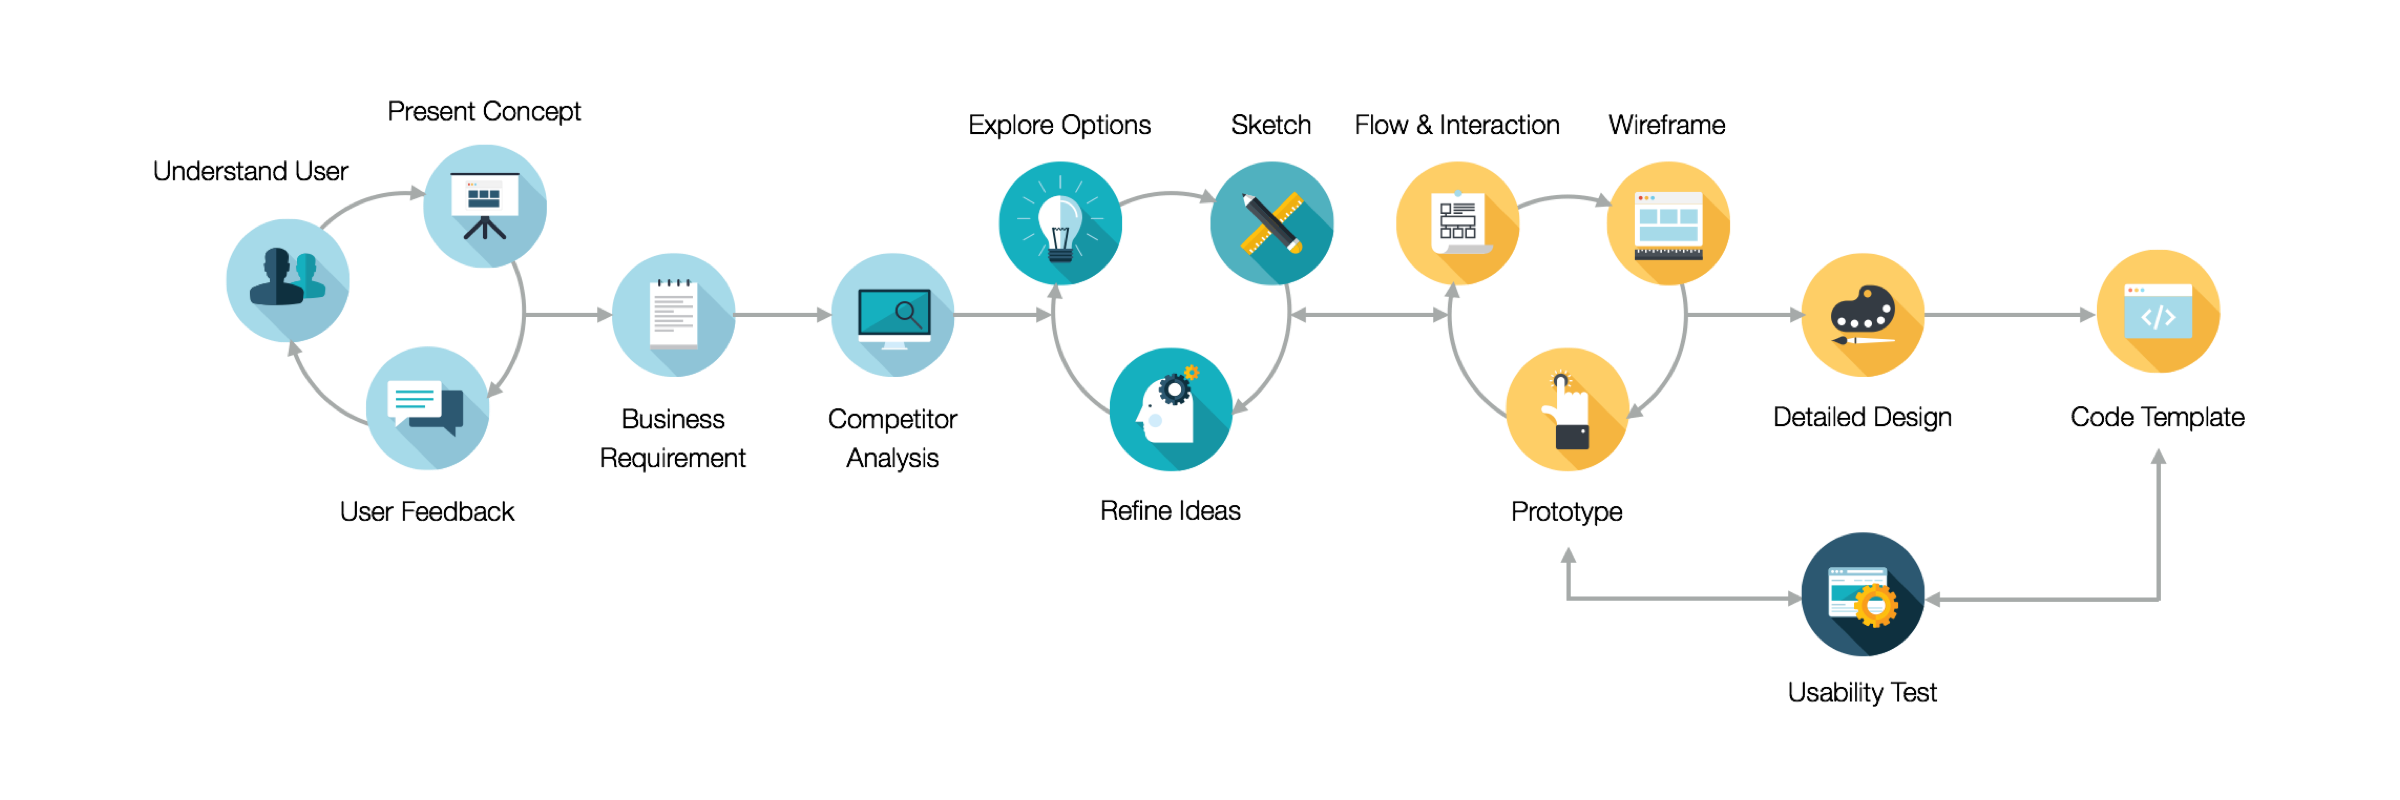 Present Concept
Understand User
User Feedback
Business
Requirement
Competitor
Analysis
Explore Options
Sketch
Refine Ideas
Flow & Interaction
Wireframe
Prototype
Detailed Design
Code Template
</>
Usability Test